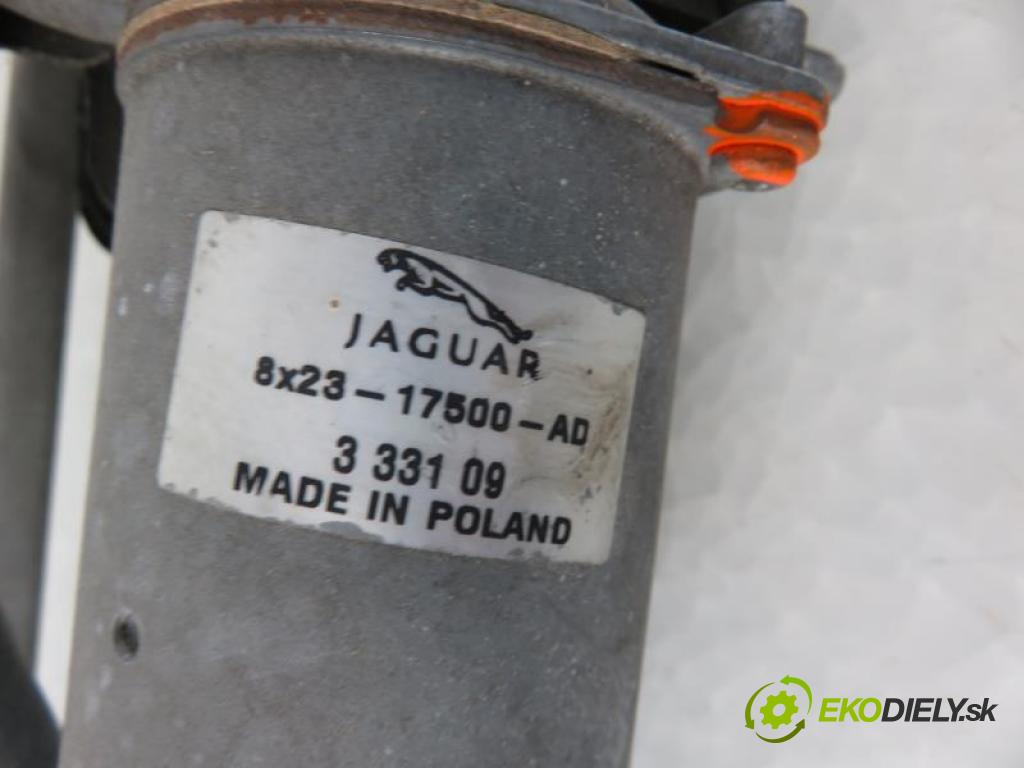 JAGUAR
8x23-17500-AD
3 331 09
MADE IN POLAND
EKODIELY.sk